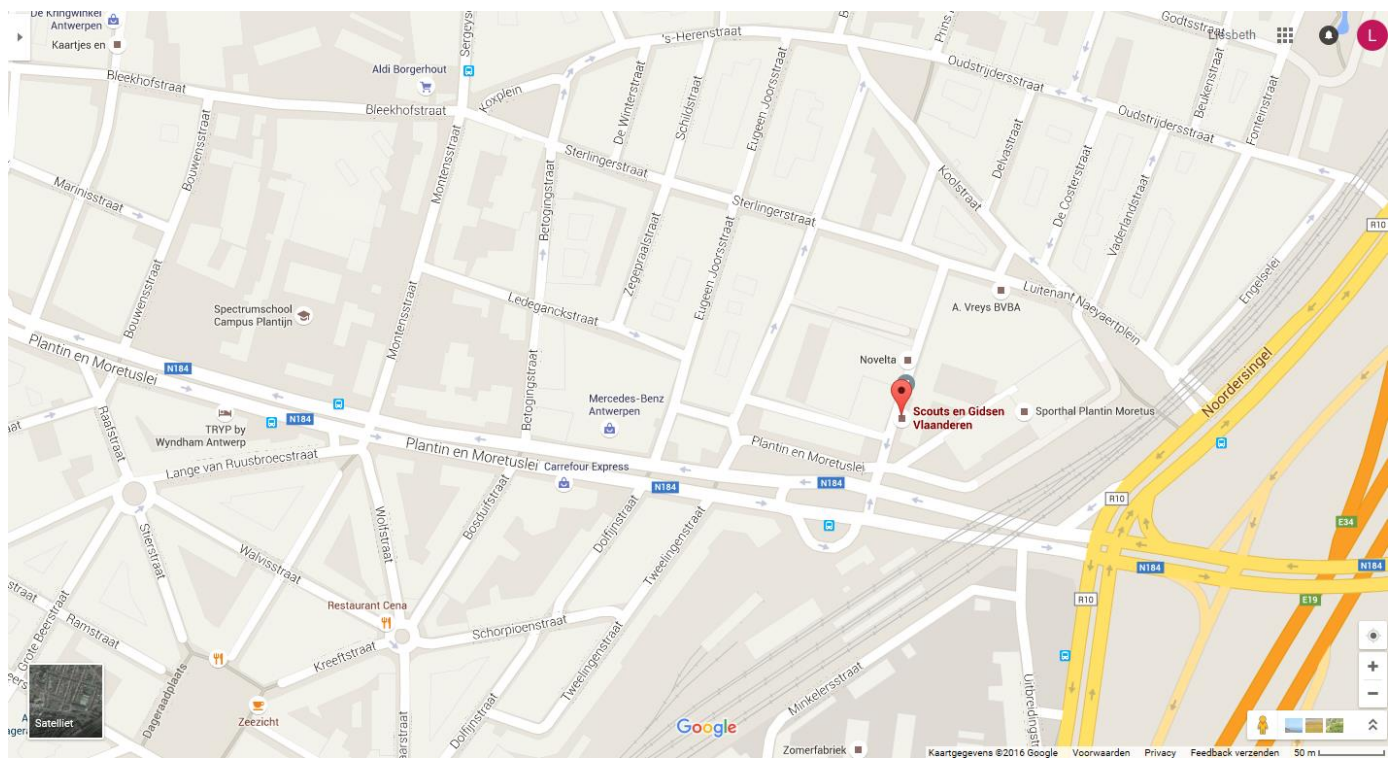 De Kringwinkel
Antwerpen
Kaartjes en
Bleekhofstraat
Aldi Borgerhout
Bleekhofstraat
Koxplein
's-Herenstraat
Godtsstraat
Liesbeth
L
Oudstrijdersstraat
Beukenstraat
Oudstrijdersstraat
Fonteinstraat
De Winterstraat
Schildstraat
Eugeen Joorsstraat
Delvastraat
De Costerstraat
Vaderlandstraat
Koolstraat
Bouwensstraat
Marinisstraat
Montensstraat
Betogingstraat
Sterlingerstraat
Sterlingerstraat
Zegepraalstraat
Eugeen Joorsstraat
R10
Engelselei
Luitenant Naeyaertplein
A. Vreys BVBA
Bouwensstraat
Spectrumschool
Campus Plantijn
Ledeganckstraat
Montensstraat
Plantin en Moretuslei
N184
Betogingstraat
Novelta
Noordersingel
Mercedes-Benz
Antwerpen
Scouts en Gidsen
Vlaanderen
Sporthal Plantin Moretus
N184
Raafstraat
TRYP by
Wyndham Antwerp
Plantin en Moretuslei
Plantin en Moretuslei
Lange van Ruusbroecstraat
Carrefour Express
N184
N184
R10
Stierstraat
Wolfstraat
Bosduifstraat
Dolfijnstraat
Tweelingenstraat
E34
Walvisstraat
N184
N184
Restaurant Cena
R10
E19
Grote Beerstraat
Ramstraat
Kreeftstraat
Schorpioenstraat
Tweelingenstraat
Minkelersstraat
Uitbreidingstraat
Dageraadplaats
Zeezicht
Dolfijnstraat
Satelliet
Google
Zomerfabriek
Kaartgegevens ©2016 Google Voorwaarden Privacy Feedback verzenden 50 m